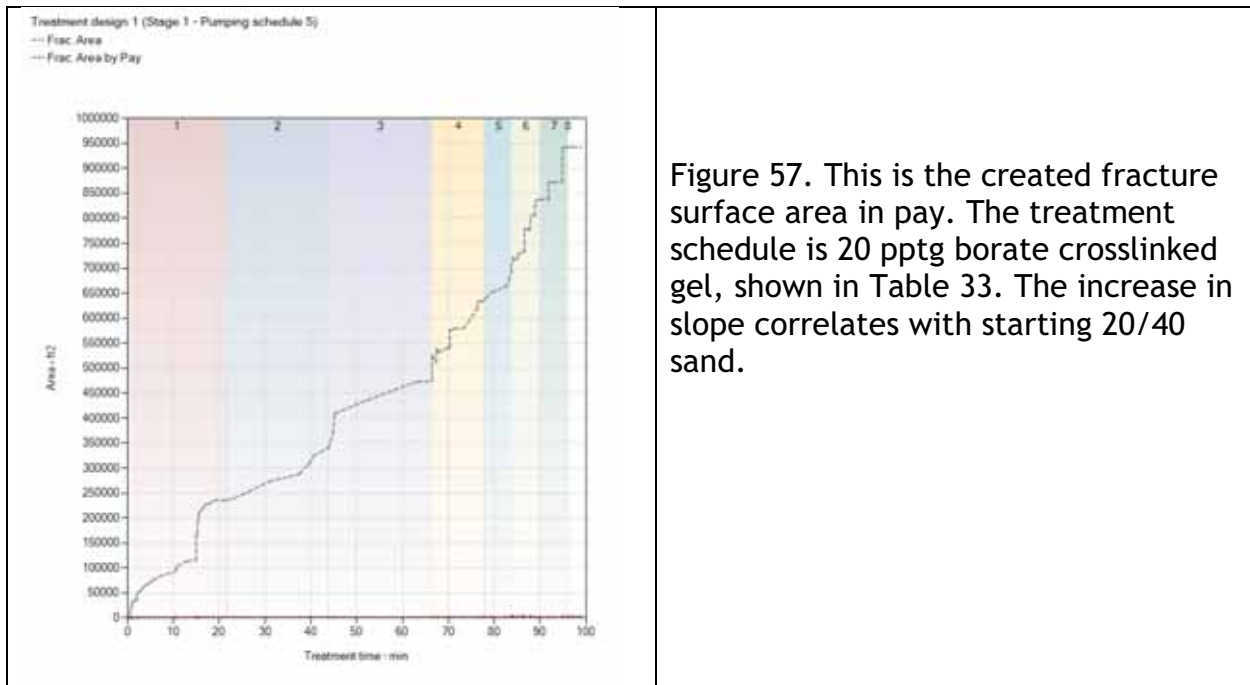 Treatment design 1 (Stage 1 - Pumping schedule 5)
--- Frac. Area
--- Frac. Area by Pay
1 2 3 4 5 6 7 8
1000000
950000
900000
850000
800000
750000
700000
650000
600000
550000
500000
450000
400000
350000
300000
250000
200000
150000
100000
50000
0
Area - ft2
0 10 20 30 40 50 60 70 80 90 100
Treatment time - min
Figure 57. This is the created fracture
surface area in pay. The treatment
schedule is 20 pptg borate crosslinked
gel, shown in Table 33. The increase in
slope correlates with starting 20/40
sand.